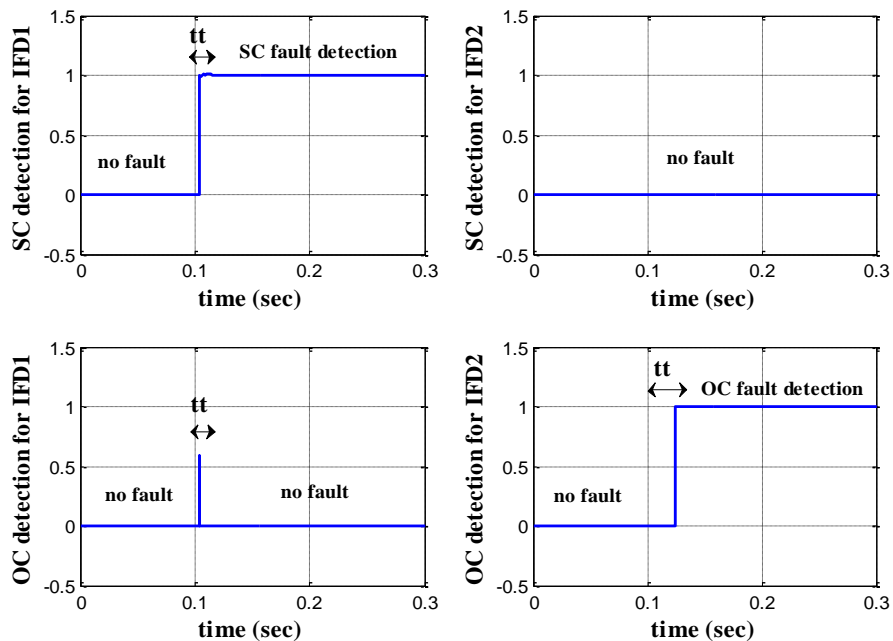 SC detection for IFD1
1.5
1
0.5
0
-0.5
tt
SC fault detection
no fault
0
0.1
0.2
0.3
time (sec)
SC detection for IFD2
1.5
1
0.5
0
-0.5
no fault
0
0.1
0.2
0.3
time (sec)
OC detection for IFD1
1.5
1
0.5
0
-0.5
tt
no fault
no fault
0
0.1
0.2
0.3
time (sec)
OC detection for IFD2
1.5
1
0.5
0
-0.5
tt
OC fault detection
no fault
0
0.1
0.2
0.3
time (sec)